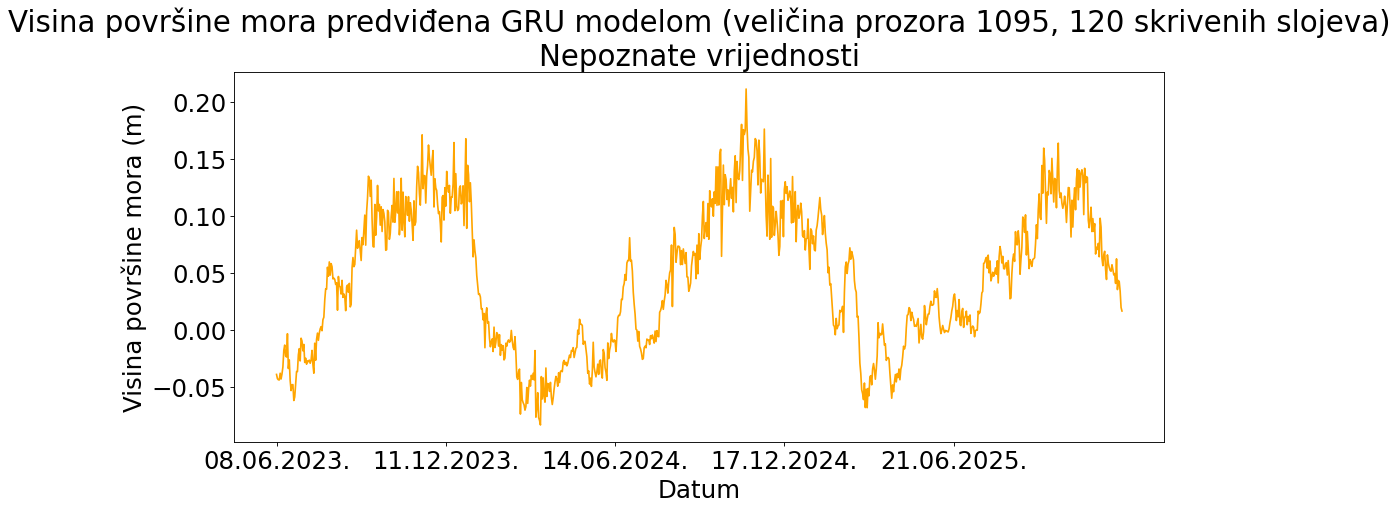 Visina površine mora predviđena GRU modelom (veličina prozora 1095, 120 skrivenih slojeva)
Nepoznate vrijednosti
Visina površine mora (m)
0.20
0.15
0.10
0.05
0.00
−0.05
08.06.2023. 11.12.2023. 14.06.2024. 17.12.2024. 21.06.2025.
Datum